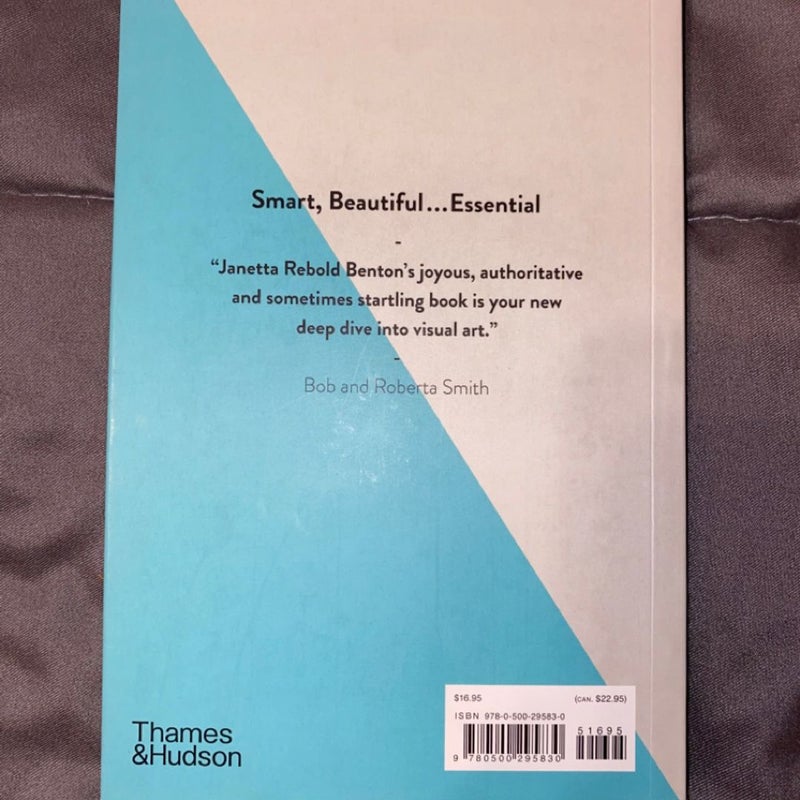 Smart, Beautiful...Essential
-
“Janetta Rebold Benton’s joyous, authoritative
and sometimes startling book is your new
deep dive into visual art.”
-
Bob and Roberta Smith
Thames
&Hudson
$16.95 (CAN. $22.95)
ISBN 978-0-500-29583-0
51695
9 780500 295830